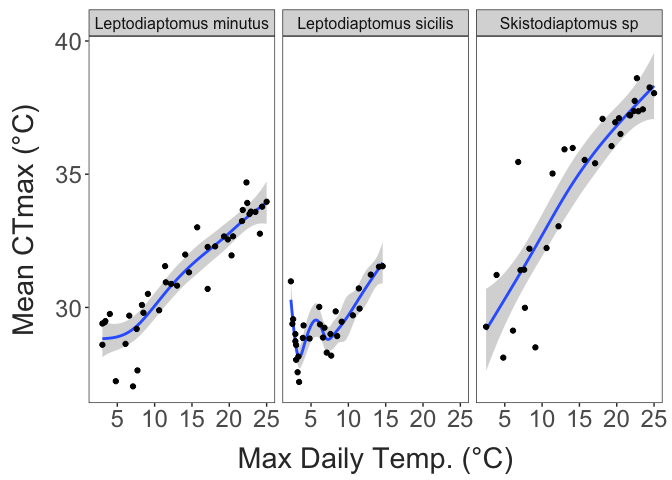 Leptodiaptomus minutus Leptodiaptomus sicilis Skistodiaptomus sp
40
35
30
Mean CTmax (°C)
5 10 15 20 25 5 10 15 20 25 5 10 15 20 25
Max Daily Temp. (°C)